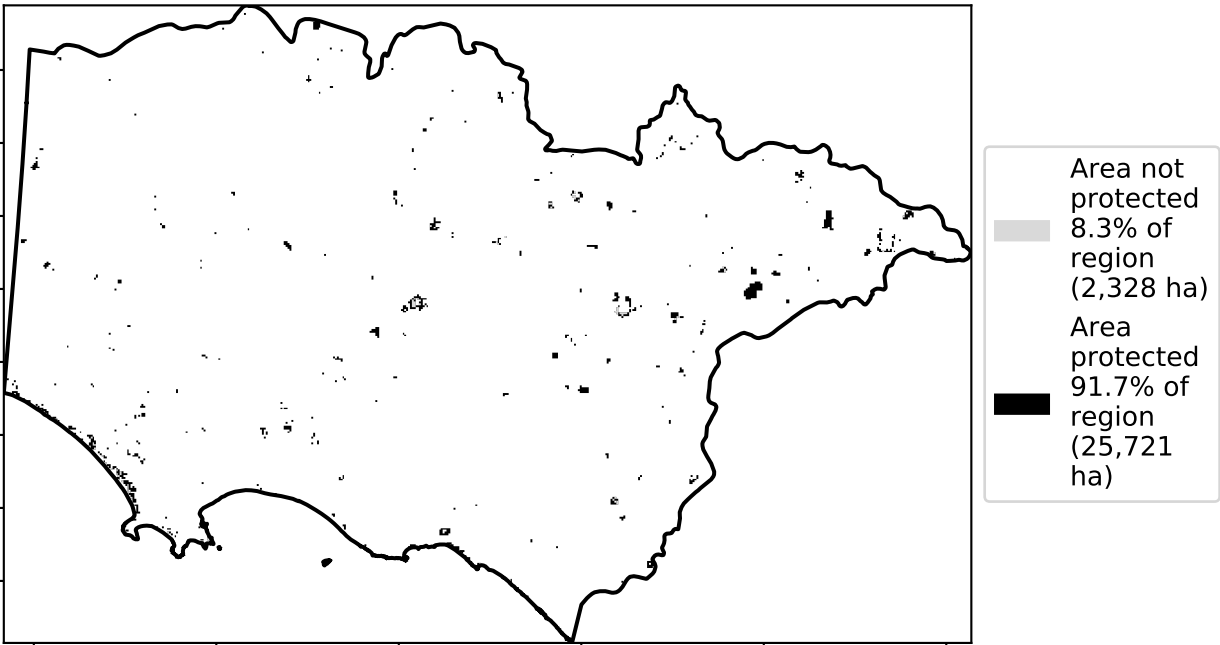 Area not
protected
8.3% of
region
(2,328 ha)
Area
protected
91.7% of
region
(25,721
ha)